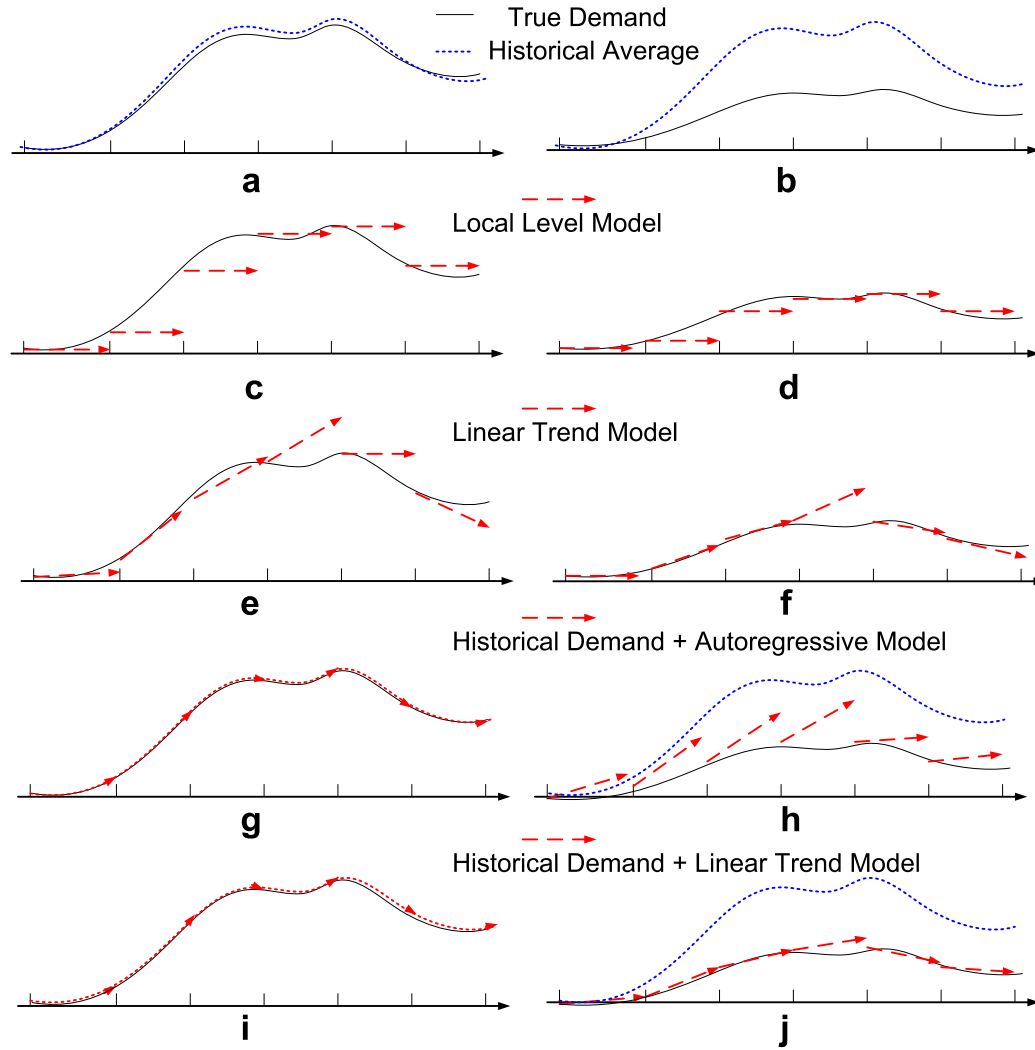 True Demand
Historical Average
a
b
Local Level Model
c
d
Linear Trend Model
e
f
Historical Demand + Autoregressive Model
g
h
Historical Demand + Linear Trend Model
i
j